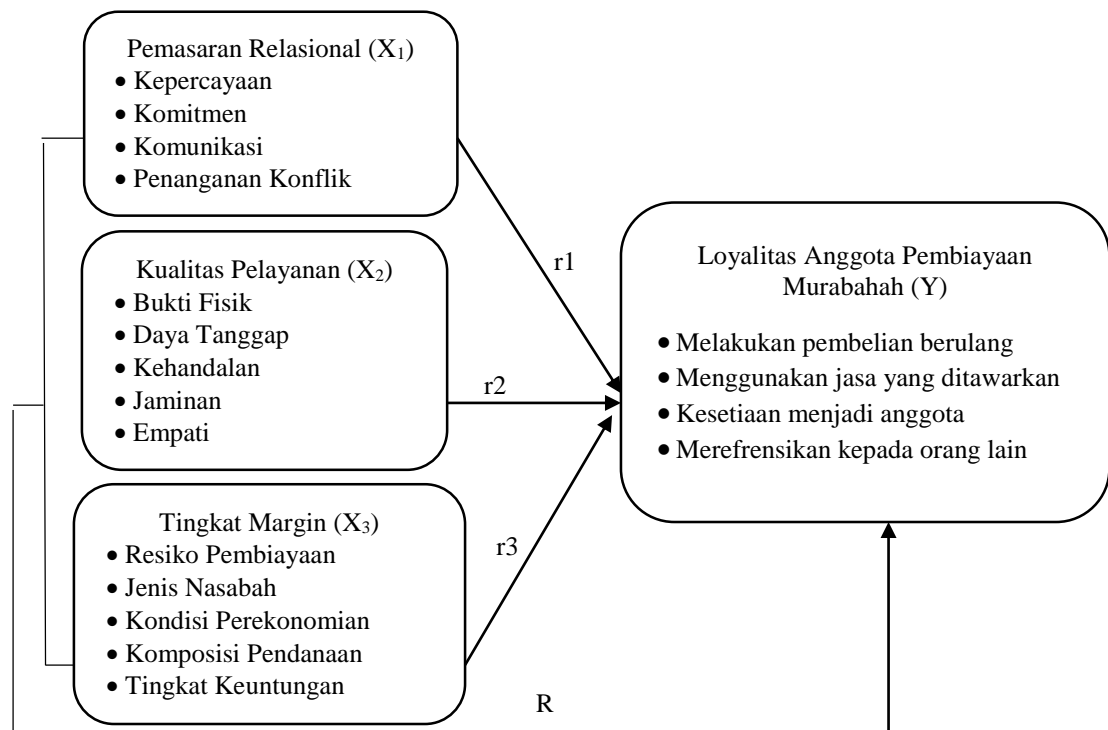 Pemasaran Relasional (X₁)
• Kepercayaan
• Komitmen
• Komunikasi
• Penanganan Konflik
r1
Kualitas Pelayanan (X₂)
• Bukti Fisik
• Daya Tanggap
• Kehandalan
• Jaminan
• Empati
r2
Loyalitas Anggota Pembiayaan
Murabahah (Y)
• Melakukan pembelian berulang
• Menggunakan jasa yang ditawarkan
• Kesetiaan menjadi anggota
• Merefrensikan kepada orang lain
Tingkat Margin (X₃)
• Resiko Pembiayaan
• Jenis Nasabah
• Kondisi Perekonomian
• Komposisi Pendanaan
• Tingkat Keuntungan
r3
R